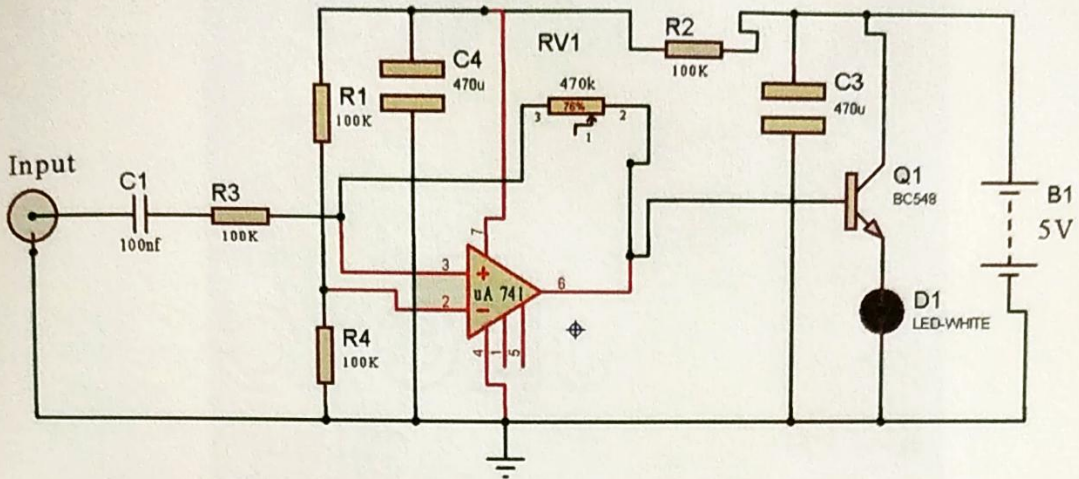 R2
100K
RV1
470k
76%
3
2
1
C4
470u
C3
470u
R1
100K
Input
C1
100nf
R3
100K
Q1
BC548
B1
5V
7
3
+
uA 741
6
2
−
4
1
5
D1
LED-WHITE
R4
100K